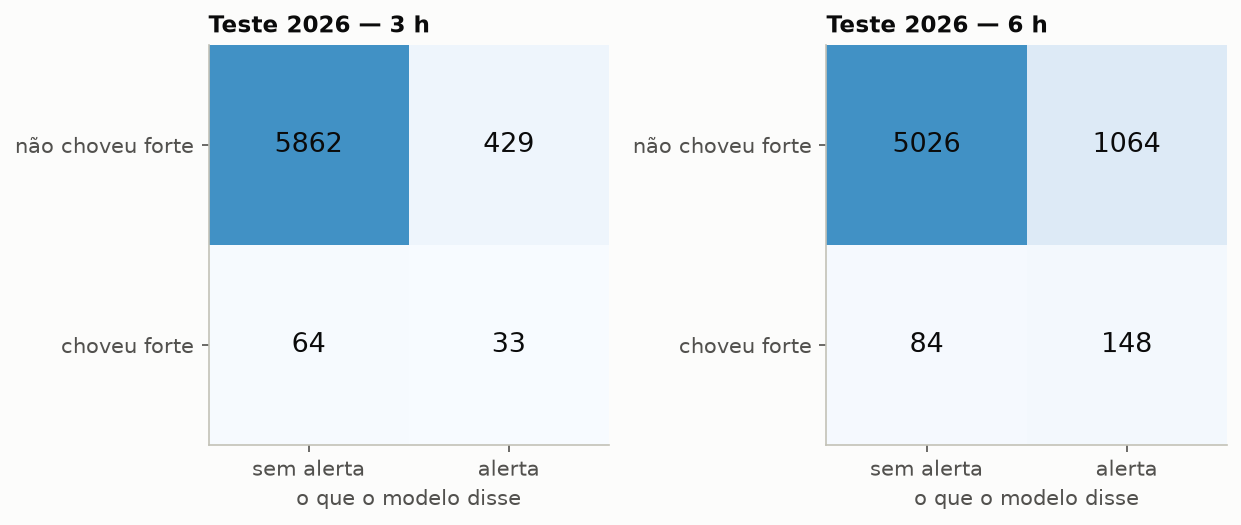 Teste 2026 — 3 h
não choveu forte
5862
429
choveu forte
64
33
sem alerta
alerta
o que o modelo disse
Teste 2026 — 6 h
não choveu forte
5026
1064
choveu forte
84
148
sem alerta
alerta
o que o modelo disse